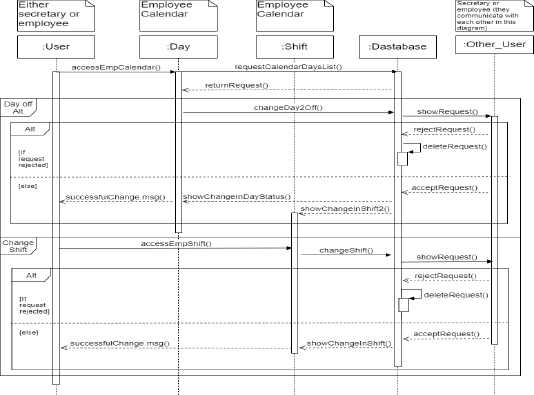 Either
secretary or
employee
Employee
Calendar
Employee
Calendar
Secretary or
employee (they
communicate with
each other in this
diagram)
:User
:Day
:Shift
:Dastabase
:Other_User
accessEmpCalendar()
requestCalendarDaysList()
returnRequest()
Day off
Alt
changeDay2Off()
showRequest()
Alt
rejectRequest()
[if
request
rejected]
deleteRequest()
[else]
acceptRequest()
successfulChange.msg()
showChangeInDayStatus()
showChangeInShift2()
Change
Shift
accessEmpShift()
changeShift()
showRequest()
Alt
rejectRequest()
[if
request
rejected]
deleteRequest()
[else]
acceptRequest()
successfulChange.msg()
showChangeInShift()